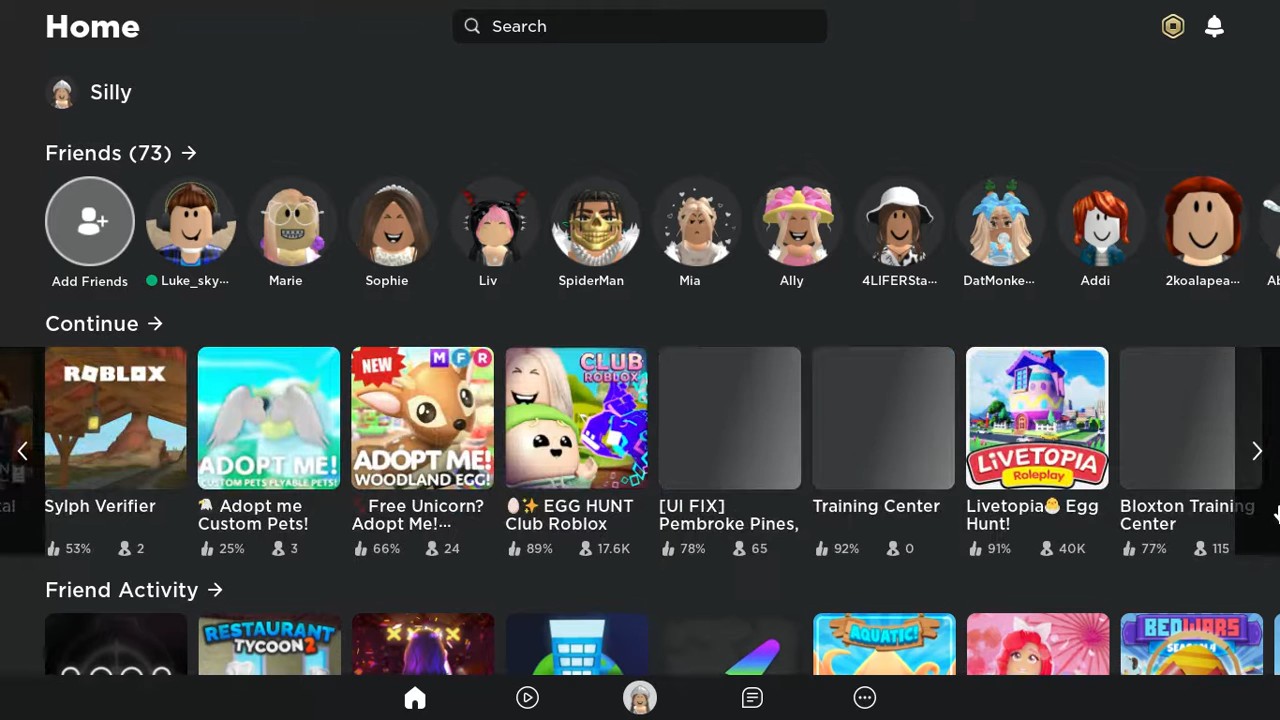 Home
Search
Silly
Friends (73) →
Add Friends
Luke_sky...
Marie
Sophie
Liv
SpiderMan
Mia
Ally
4LIFERSta...
DatMonke...
Addi
2koalapea...
Continue →
ROBLOX
ADOPT ME!
CUSTOM PETS FLYABLE PETS!
NEW
M F R
ADOPT ME!
WOODLAND EGG!
CLUB
ROBLOX
LIVETOPIA
Roleplay
tal
Sylph Verifier
Adopt me
Custom Pets!
Free Unicorn?
Adopt Me!...
EGG HUNT
Club Roblox
[UI FIX]
Pembroke Pines,
Training Center
Livetopia🐣 Egg
Hunt!
Bloxton Training
Center
53% 2
25% 3
66% 24
89% 17.6K
78% 65
92% 0
91% 40K
77% 115
Friend Activity →
RESTAURANT
TYCOON 2
AQUATIC!
BEDWARS